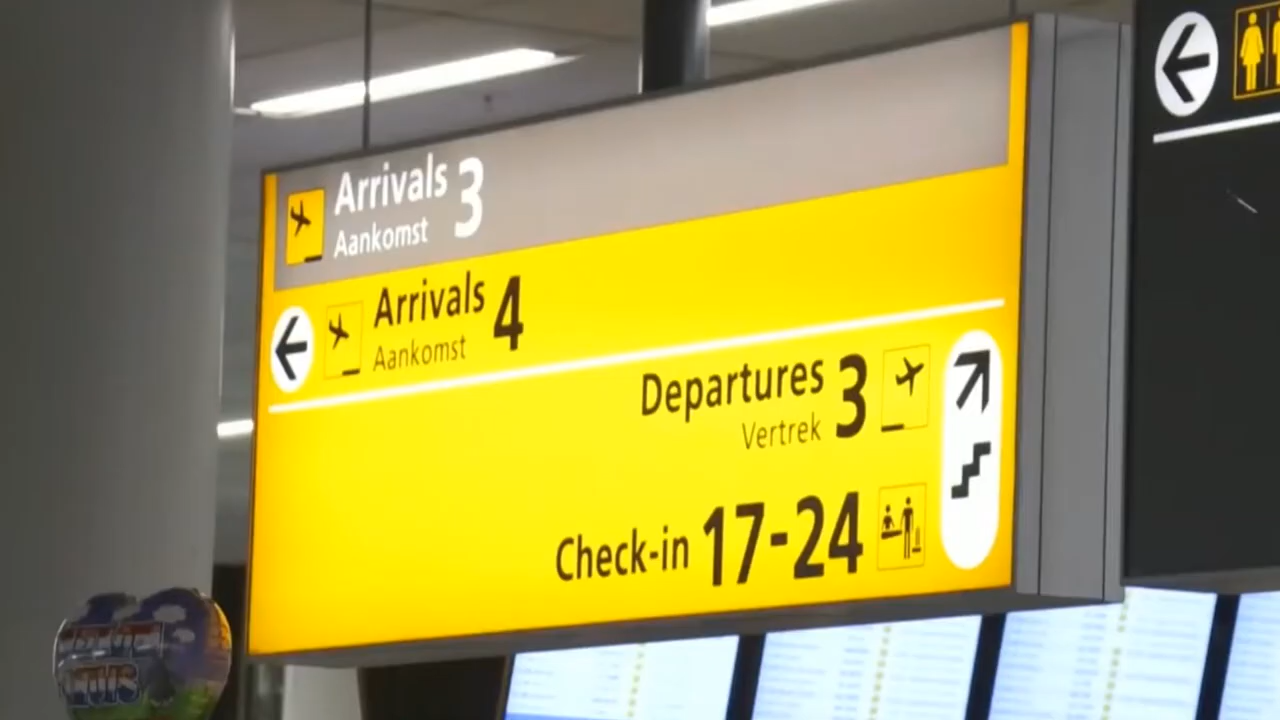 Arrivals 3
Aankomst
Arrivals 4
Aankomst
Departures 3
Vertrek
Check-in 17-24